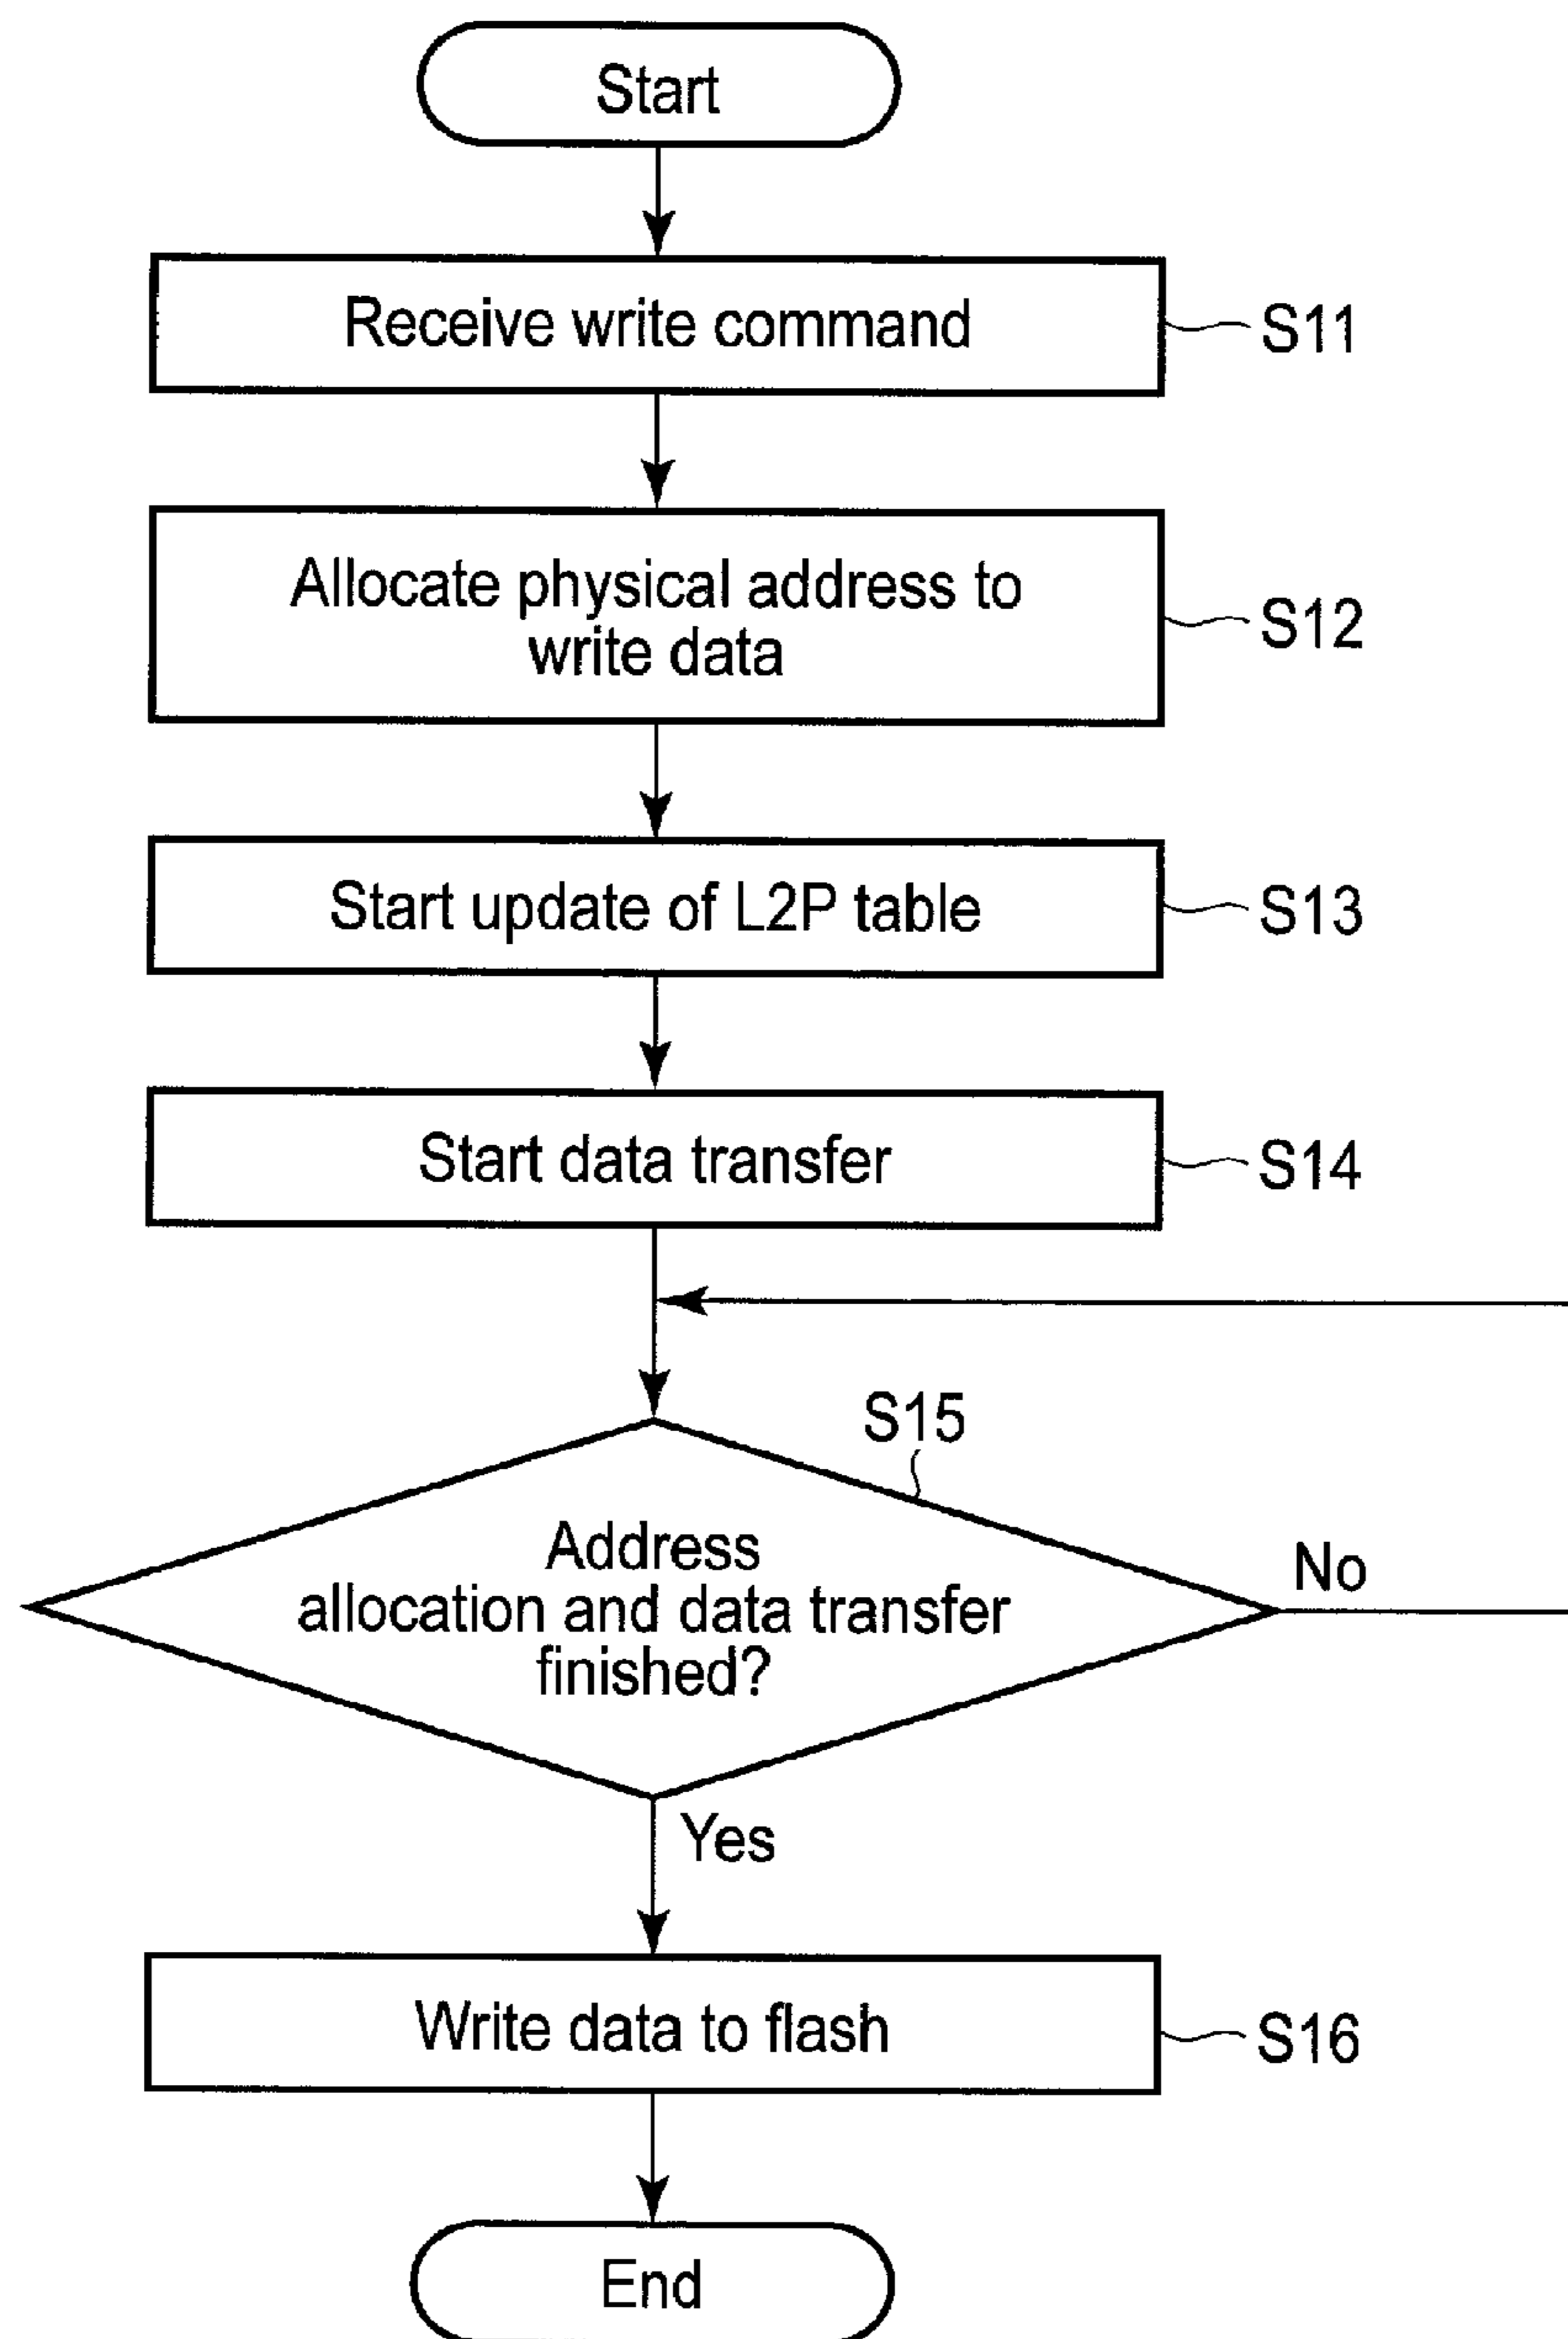 Start
Receive write command
S11
Allocate physical address to
write data
S12
Start update of L2P table
S13
Start data transfer
S14
S15
Address
allocation and data transfer
finished?
No
Yes
Write data to flash
S16
End